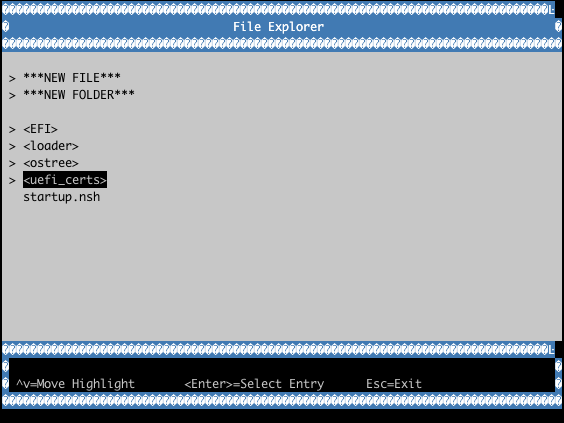 File Explorer
> ***NEW FILE***
> ***NEW FOLDER***
> <EFI>
> <loader>
> <ostree>
> <uefi_certs>
startup.nsh
^v=Move Highlight <Enter>=Select Entry Esc=Exit